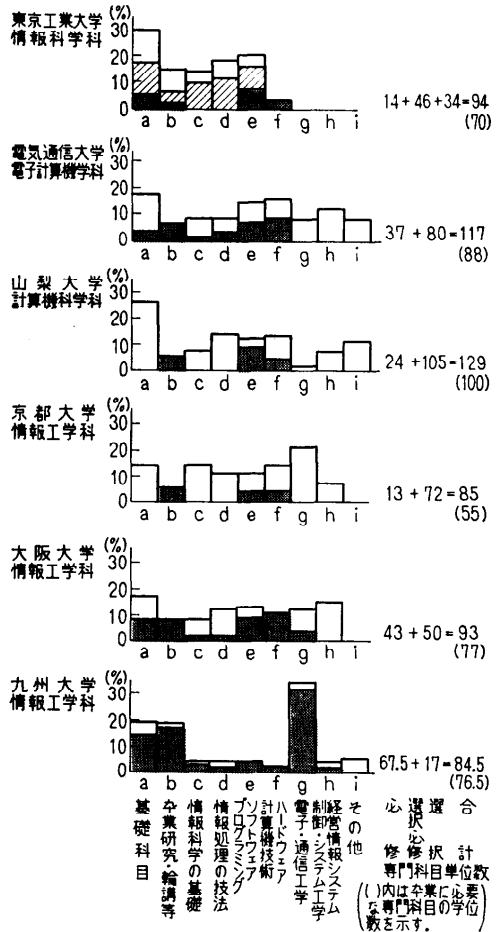 東京工業大学
情報科学科
(%)
30
20
10
0
a b c d e f g h i
14+46+34=94
(70)
電気通信大学
電子計算機学科
(%)
30
20
10
0
a b c d e f g h i
37+80=117
(88)
山梨大学
計算機科学科
(%)
30
20
10
0
a b c d e f g h i
24+105=129
(100)
京都大学
情報工学科
(%)
30
20
10
0
a b c d e f g h i
13+72=85
(55)
大阪大学
情報工学科
(%)
30
20
10
0
a b c d e f g h i
43+50=93
(77)
九州大学
情報工学科
(%)
30
20
10
0
67.5+17=84.5
(76.5)
a b c d e f g h i
基礎科目
卒業研究・輪講等
情報科学の基礎
情報処理の技法
プログラミング
ソフトウェア
計算機技術
ハードウェア
電子・通信工学
制御・システム工学
経営情報システム
その他
必修
選択必修
選択
合計
専門科目単位数
( )内は卒業に必要
な専門科目の学位
数を示す。